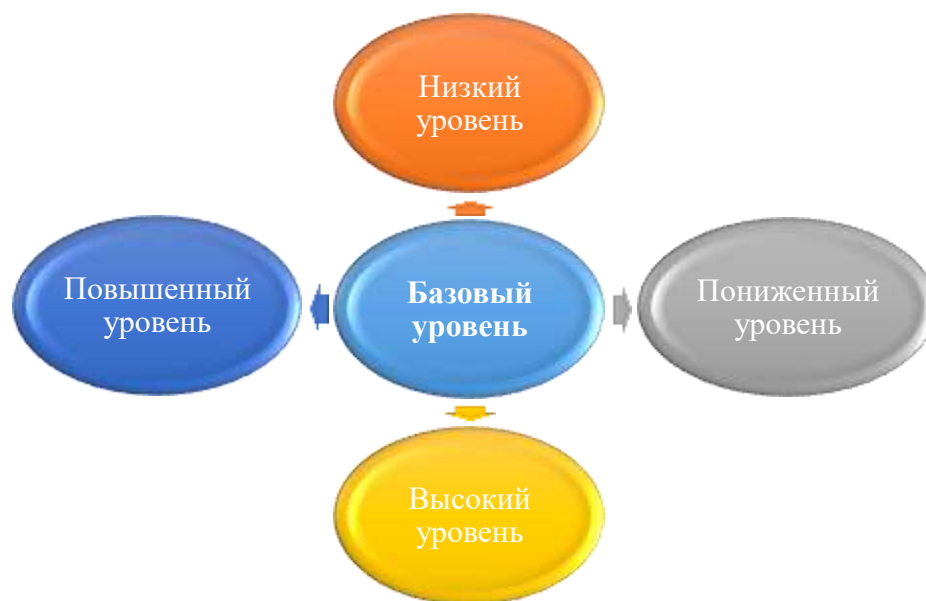 Низкий
уровень
Повышенный
уровень
Базовый
уровень
Пониженный
уровень
Высокий
уровень